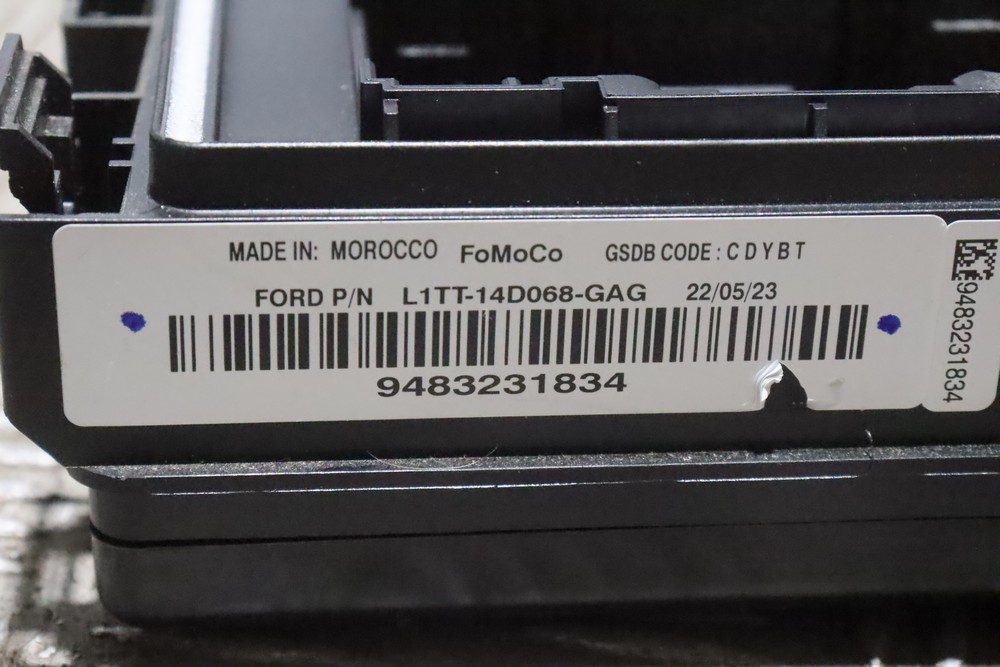 MADE IN: MOROCCO FoMoCo GSDB CODE : C D Y B T
FORD P/N L1TT-14D068-GAG 22/05/23
9483231834
9483231834